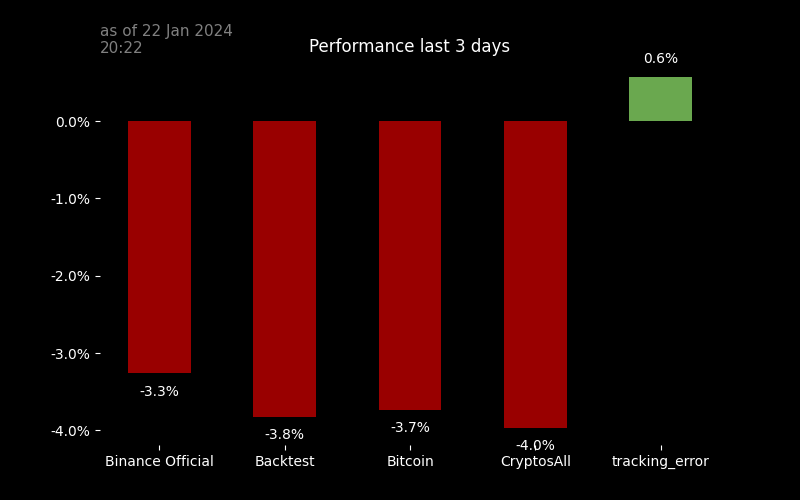 as of 22 Jan 2024
20:22
Performance last 3 days
0.6%
0.0%
-1.0%
-2.0%
-3.0%
-4.0%
-3.3%
-3.8%
-3.7%
-4.0%
Binance Official
Backtest
Bitcoin
CryptosAll
tracking_error